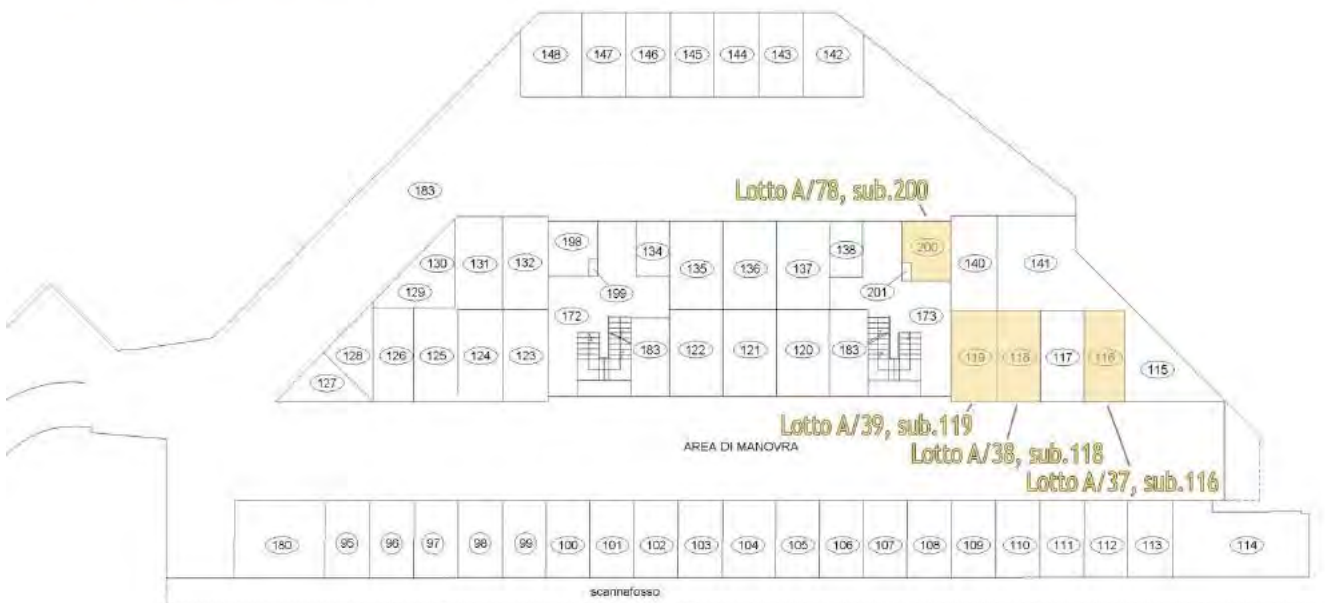 148 147 146 145 144 143 142
183
Lotto A/78, sub.200
198 134 138 200
130 131 132 135 136 137 140 141
129 199 201
172 173
128 126 125 124 123 183 122 121 120 183 119 118 117 116 115
127
Lotto A/39, sub.119
AREA DI MANOVRA
Lotto A/38, sub.118
Lotto A/37, sub.116
180 95 96 97 98 99 100 101 102 103 104 105 106 107 108 109 110 111 112 113 114
scannafosso